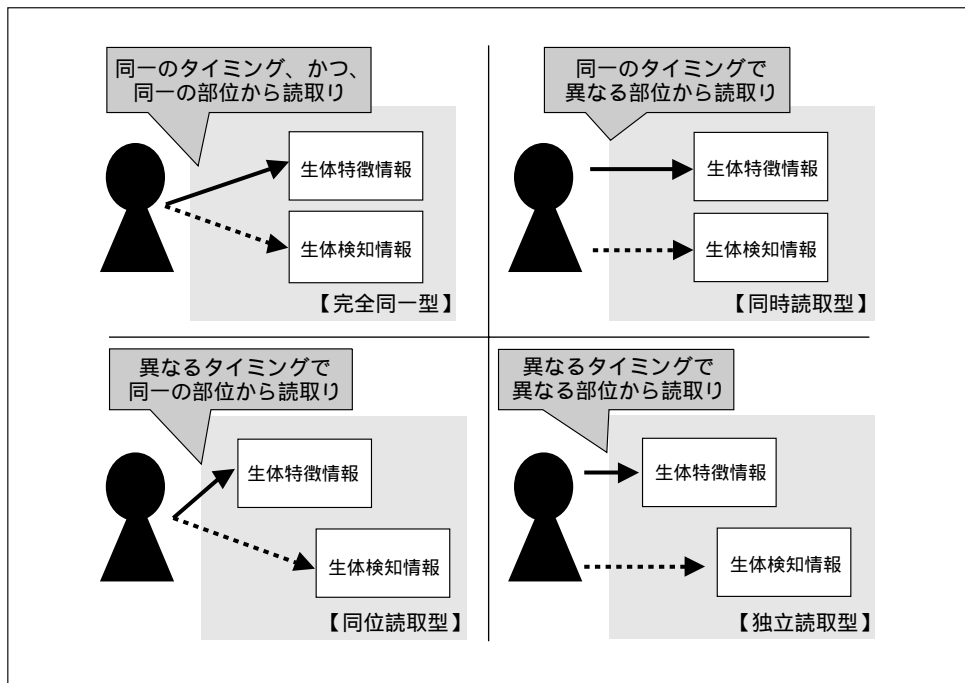 同一のタイミング、かつ、
同一の部位から読取り
生体特徴情報
生体検知情報
【完全同一型】
同一のタイミングで
異なる部位から読取り
生体特徴情報
生体検知情報
【同時読取型】
異なるタイミングで
同一の部位から読取り
生体特徴情報
生体検知情報
【同位読取型】
異なるタイミングで
異なる部位から読取り
生体特徴情報
生体検知情報
【独立読取型】